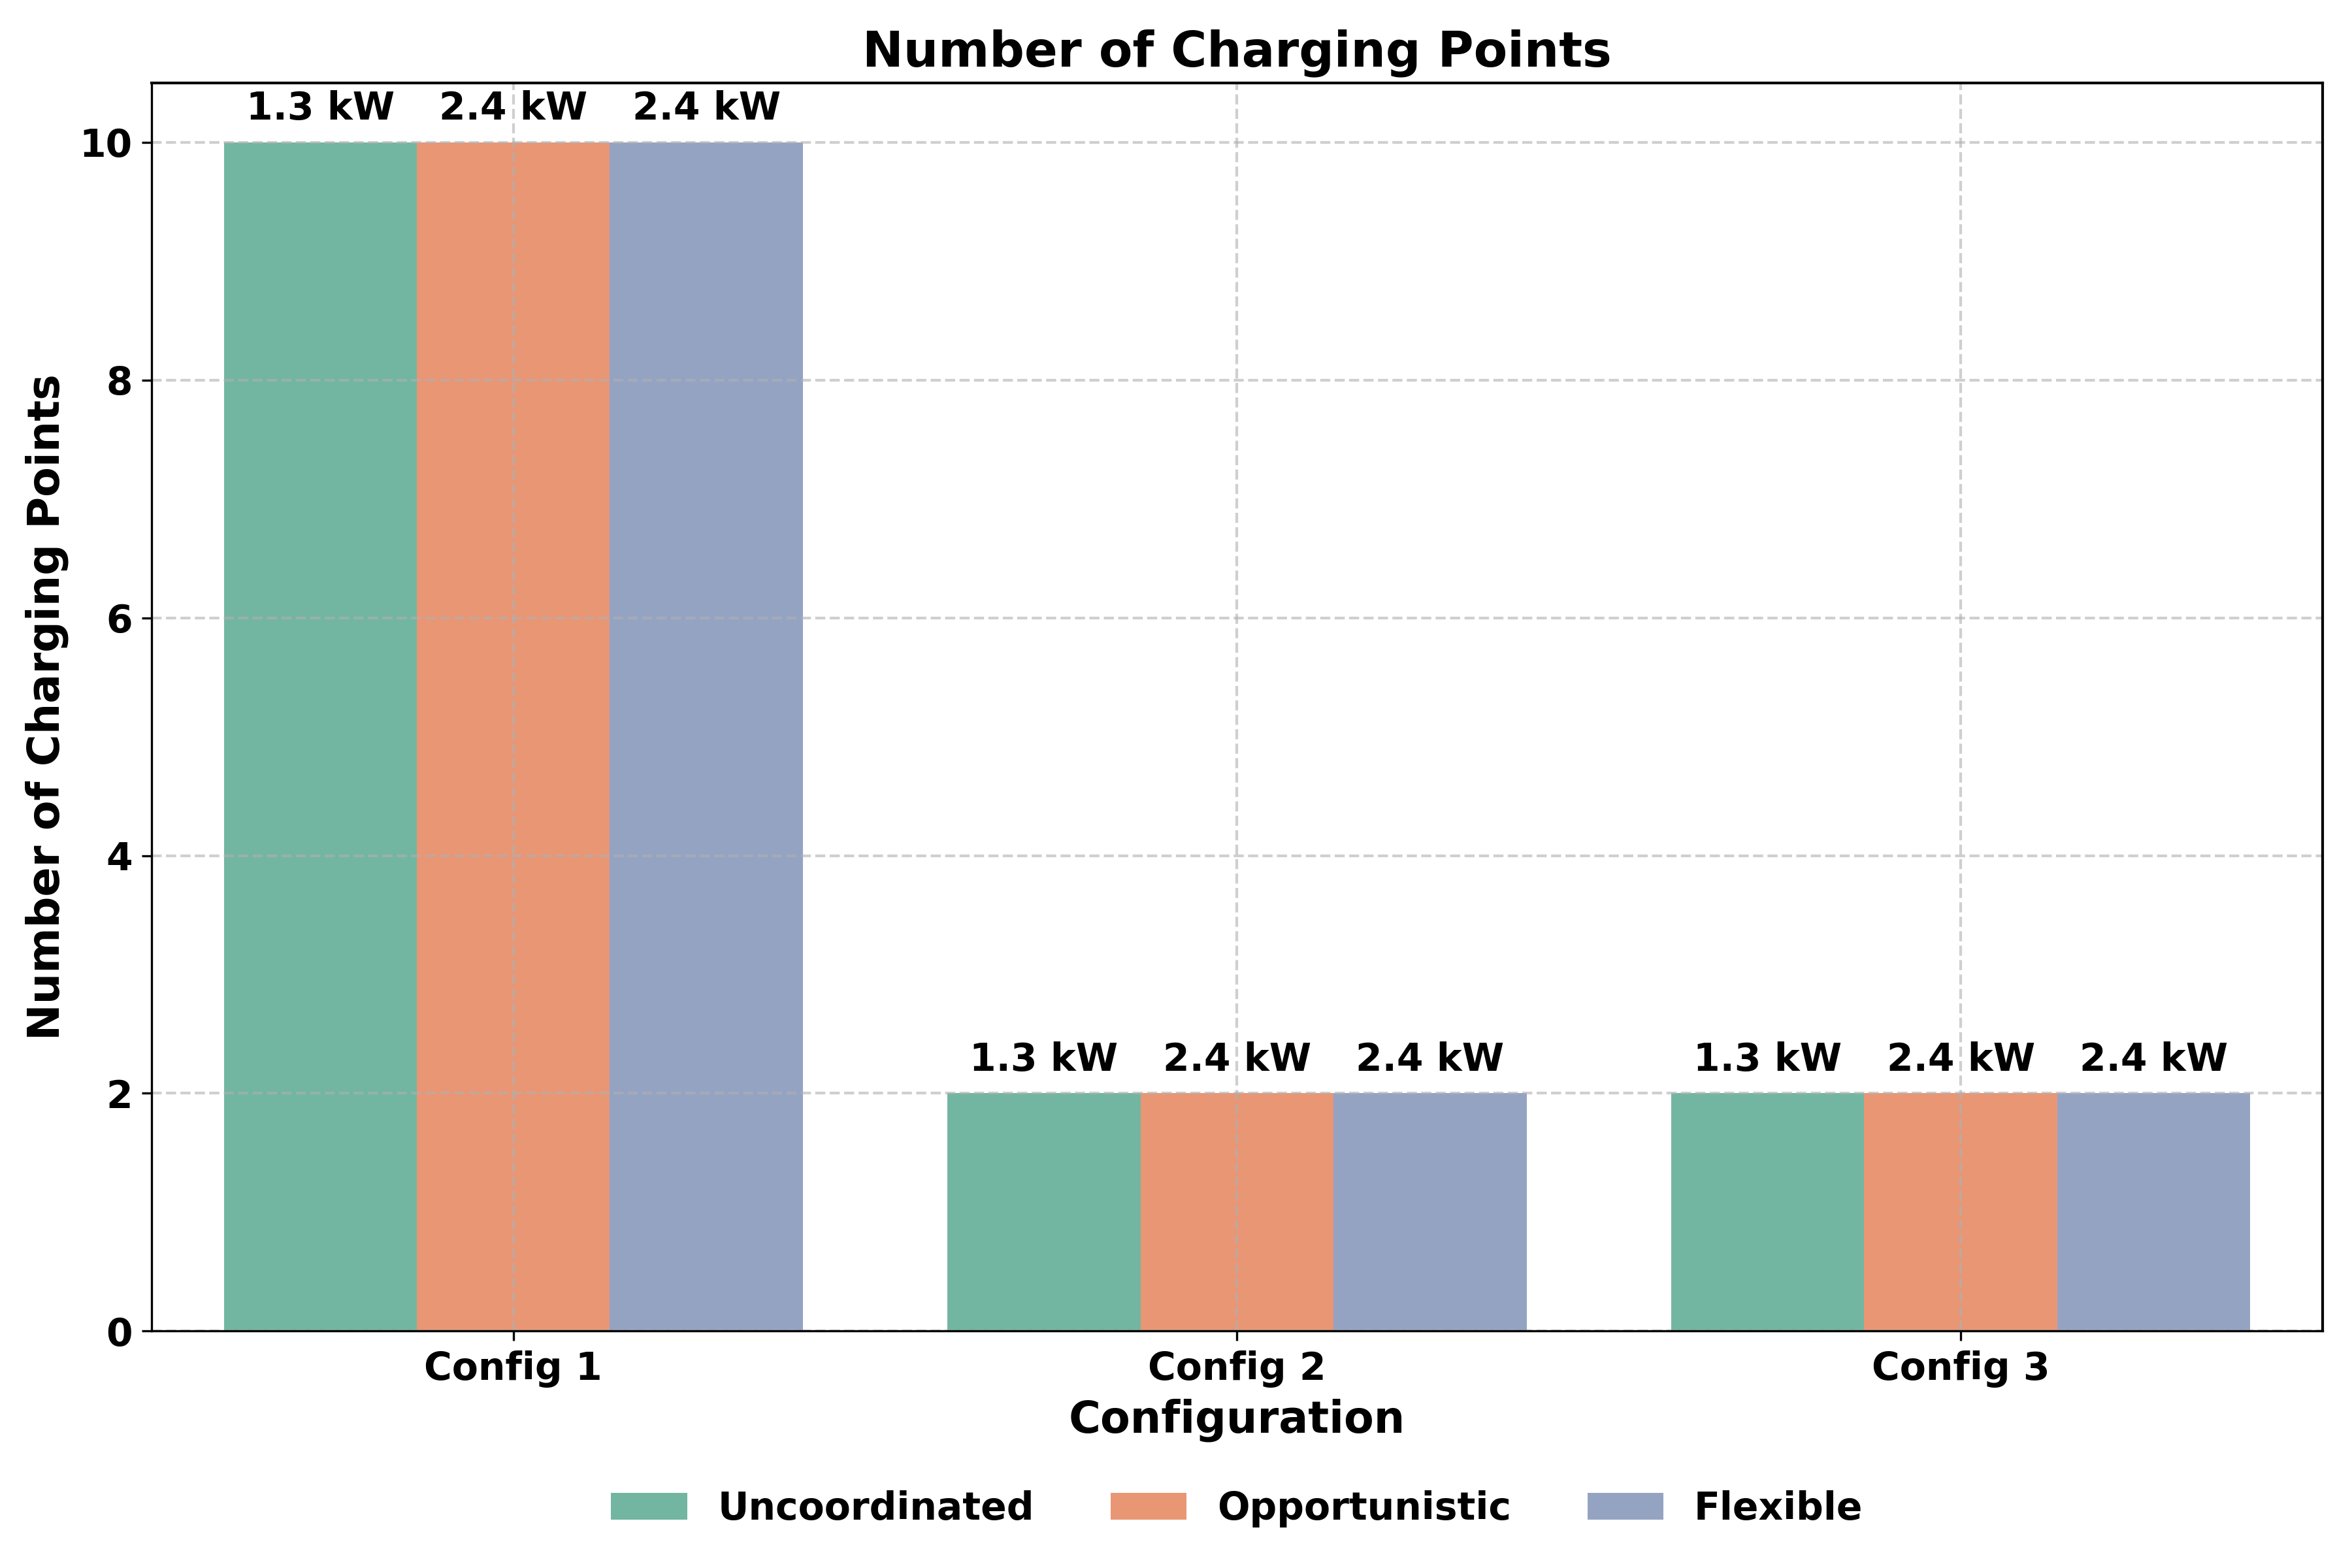 Number of Charging Points
1.3 kW 2.4 kW 2.4 kW
10
8
6
4
2
0
Number of Charging Points
1.3 kW 2.4 kW 2.4 kW 1.3 kW 2.4 kW 2.4 kW
Config 1 Config 2 Config 3
Configuration
Uncoordinated Opportunistic Flexible